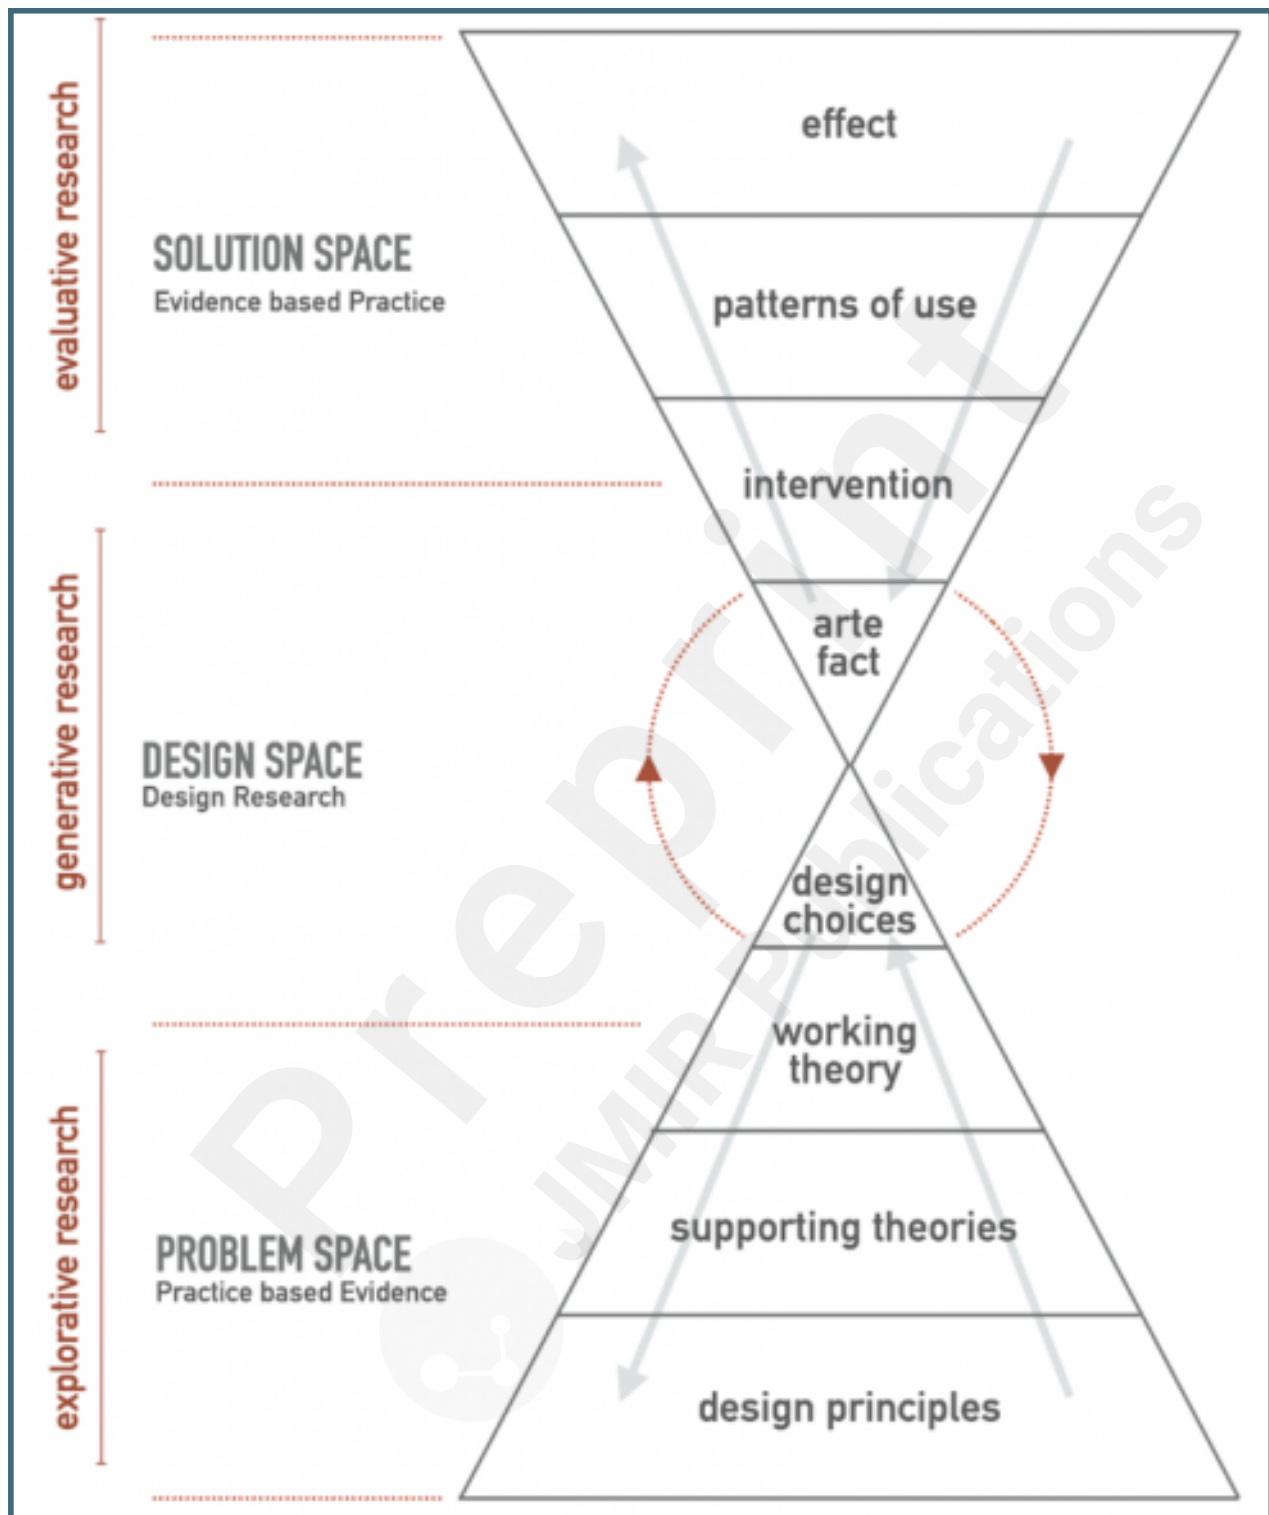 evaluative research
SOLUTION SPACE
Evidence based Practice
effect
patterns of use
intervention
generative research
DESIGN SPACE
Design Research
arte
fact
design
choices
explorative research
PROBLEM SPACE
Practice based Evidence
working
theory
supporting theories
design principles
Preprint
JMIR Publications